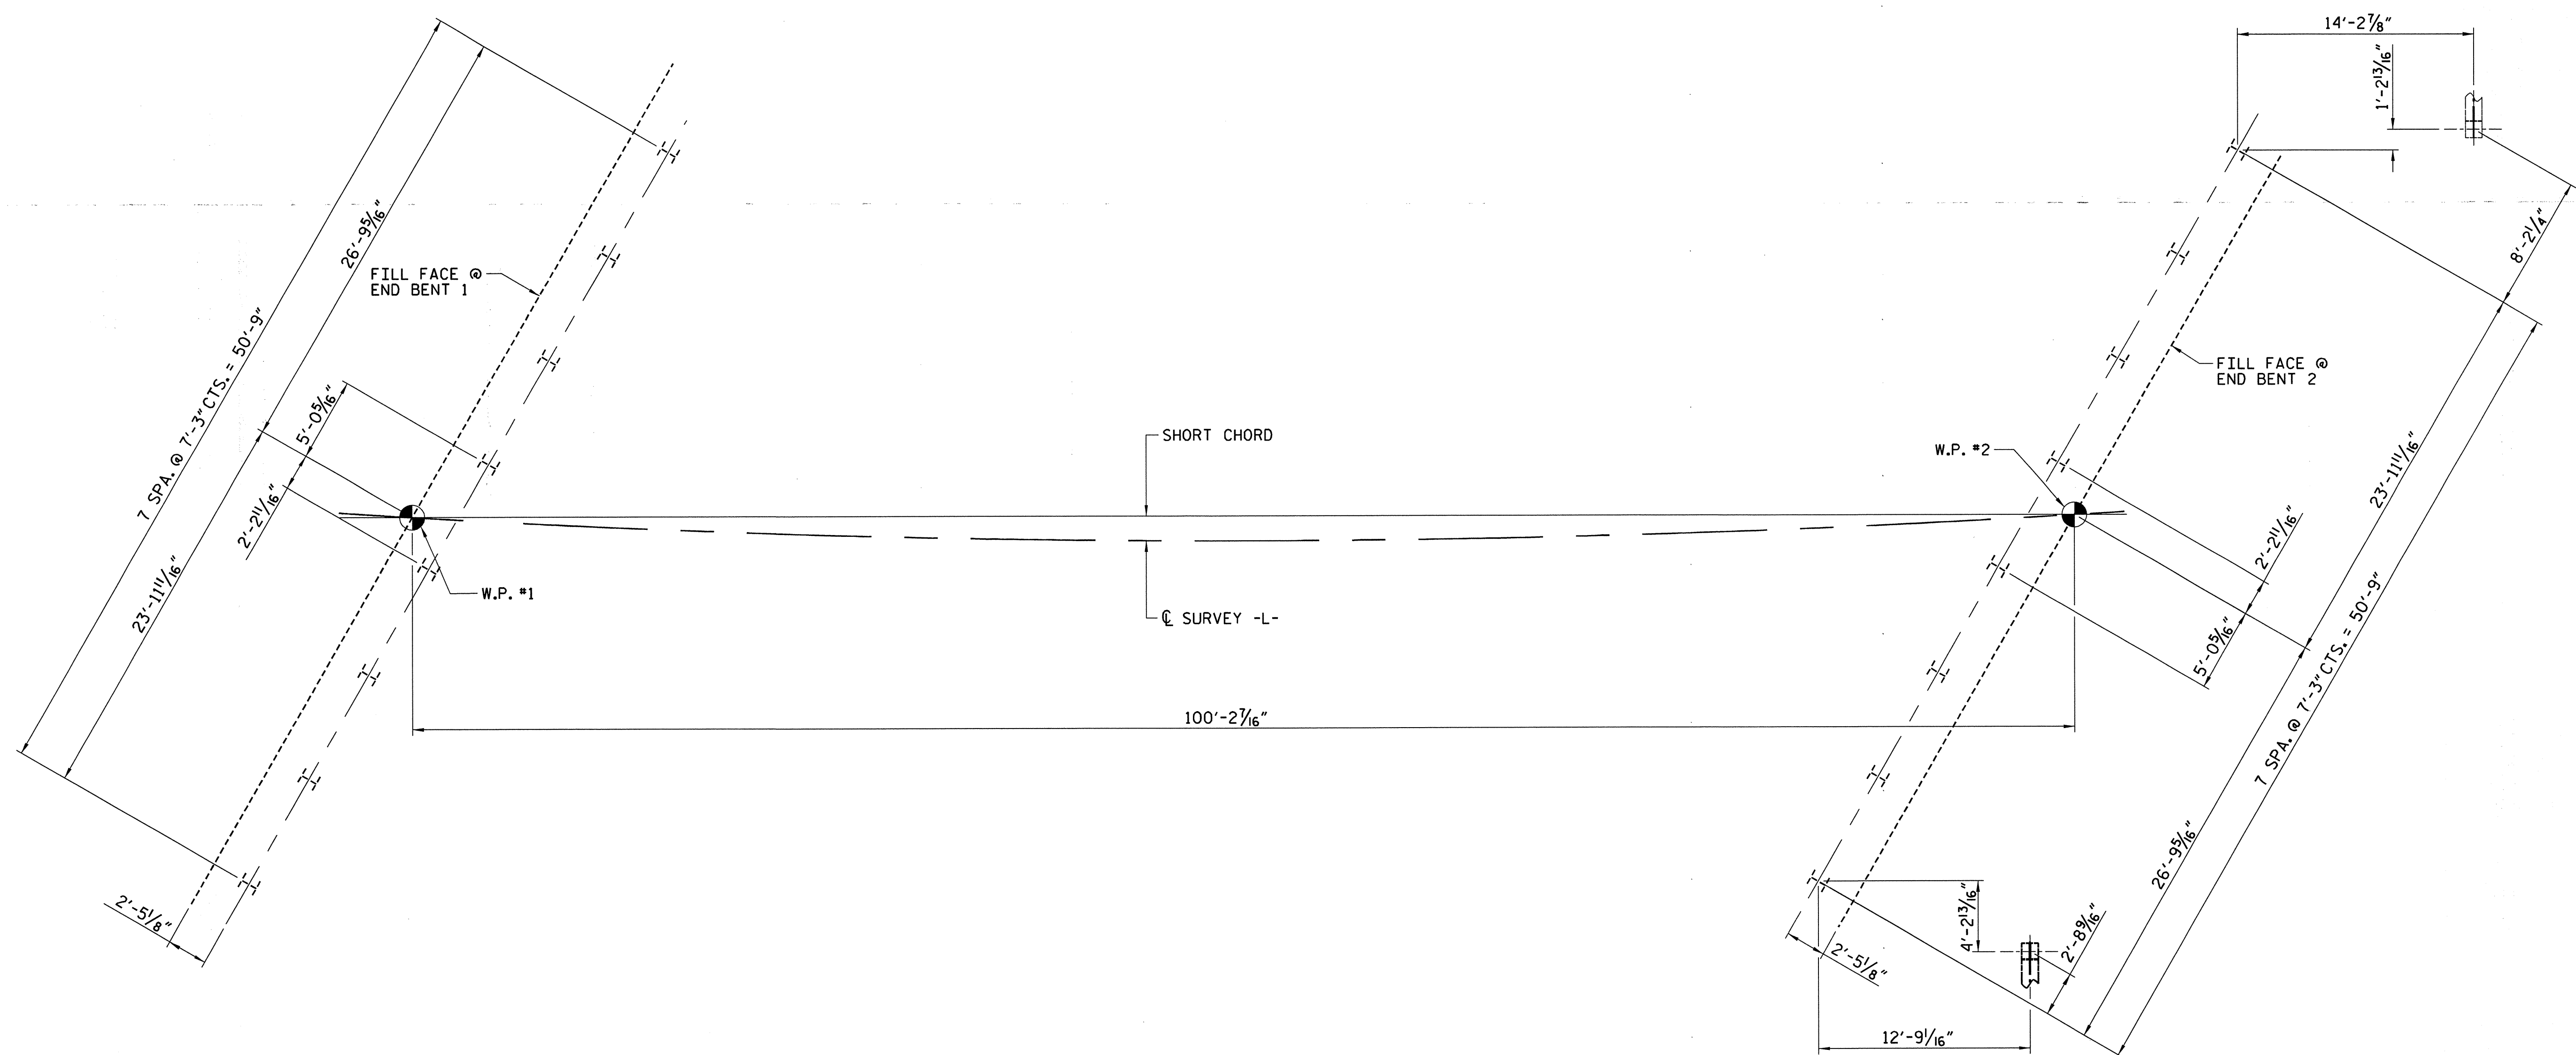 14'-2⅞"
1'-2¹³⁄₁₆"
26'-9⁵⁄₁₆"
8'-2¼"
FILL FACE @
END BENT 1
7 SPA. @ 7'-3" CTS. = 50'-9"
5'-0⁵⁄₁₆"
2'-2¹¹⁄₁₆"
23'-11¹¹⁄₁₆"
SHORT CHORD
W.P. #1
℄ SURVEY -L-
100'-2⁷⁄₁₆"
2'-5⅛"
FILL FACE @
END BENT 2
W.P. #2
23'-11¹¹⁄₁₆"
2'-2¹¹⁄₁₆"
5'-0⁵⁄₁₆"
7 SPA. @ 7'-3" CTS. = 50'-9"
26'-9⁵⁄₁₆"
4'-2¹³⁄₁₆"
2'-8⁹⁄₁₆"
2'-5⅛"
12'-9¹⁄₁₆"